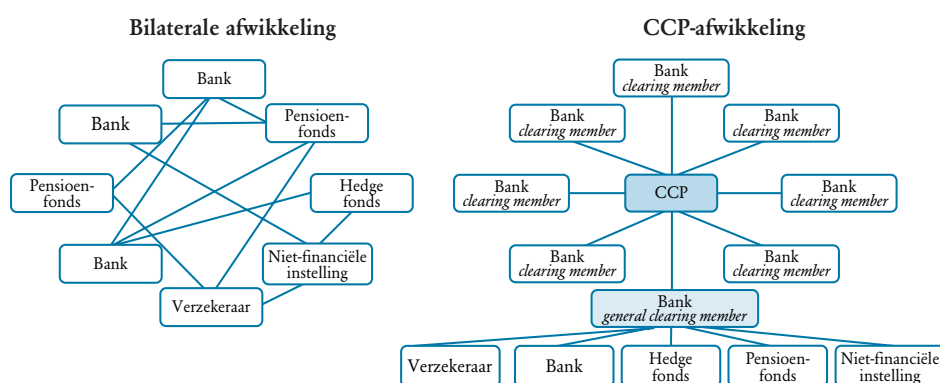 Bilaterale afwikkeling
Bank
Bank
Pensioen-
fonds
Pensioen-
fonds
Hedge
fonds
Bank
Niet-financiële
instelling
Verzekeraar
CCP-afwikkeling
Bank
clearing member
Bank
clearing member
Bank
clearing member
Bank
clearing member
CCP
Bank
clearing member
Bank
clearing member
Bank
clearing member
Bank
general clearing member
Verzekeraar
Bank
Hedge
fonds
Pensioen-
fonds
Niet-financiële
instelling